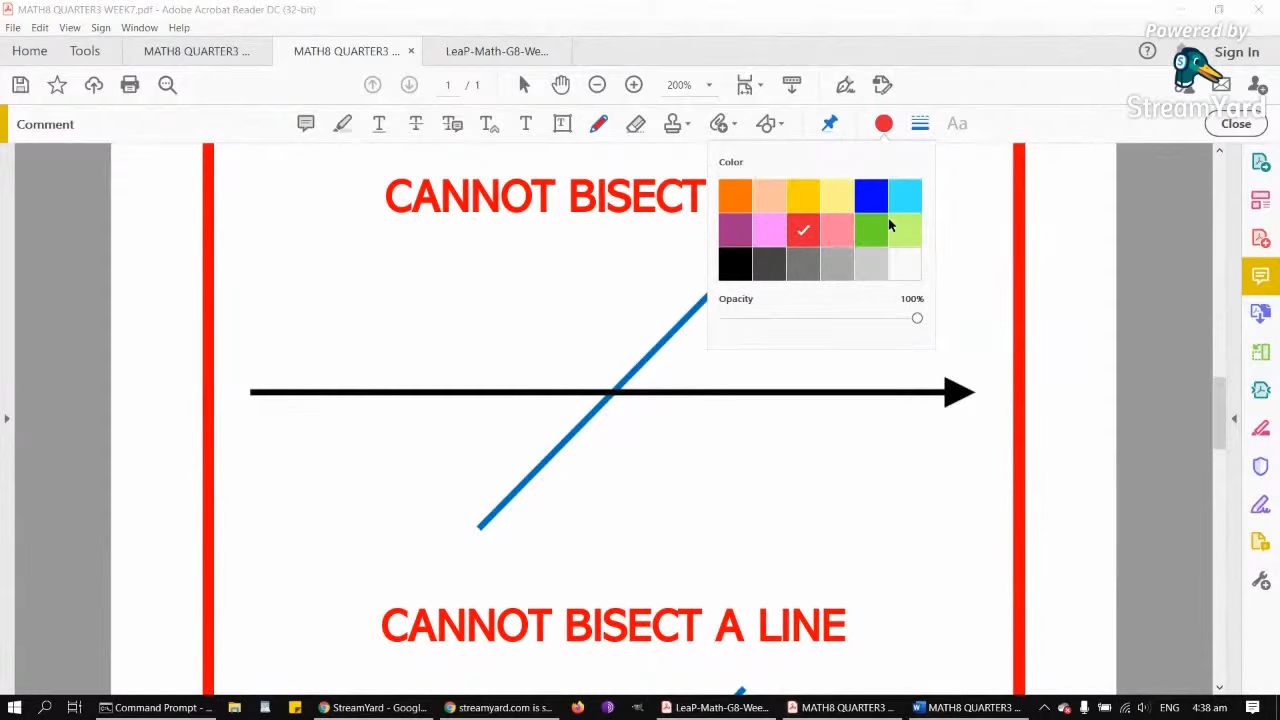 MATH8 QUARTER3 WEEK7.pdf - Adobe Acrobat Reader DC (32-bit)
File Edit View Sign Window Help
Powered by
StreamYard
Home Tools MATH8 QUARTER3 ... MATH8 QUARTER3 ... × LeaP-Math-G8-We... Sign In
1 / 1 200%
Comment Aa Close
Color
CANNOT BISECT
Opacity 100%
CANNOT BISECT A LINE
Command Prompt - ... StreamYard - Googl... streamyard.com is s... LeaP-Math-G8-Wee... MATH8 QUARTER3 ... MATH8 QUARTER3 ... ENG 4:38 am